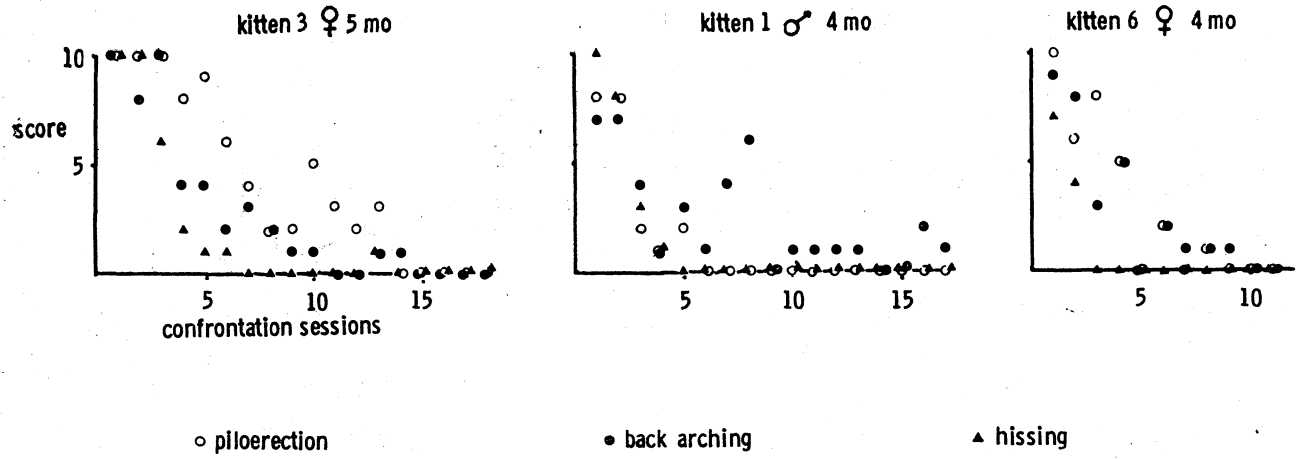 kitten 3 ♀ 5 mo
kitten 1 ♂ 4 mo
kitten 6 ♀ 4 mo
10
score
5
5 10 15
5 10 15
5 10
confrontation sessions
○ piloerection
● back arching
▲ hissing